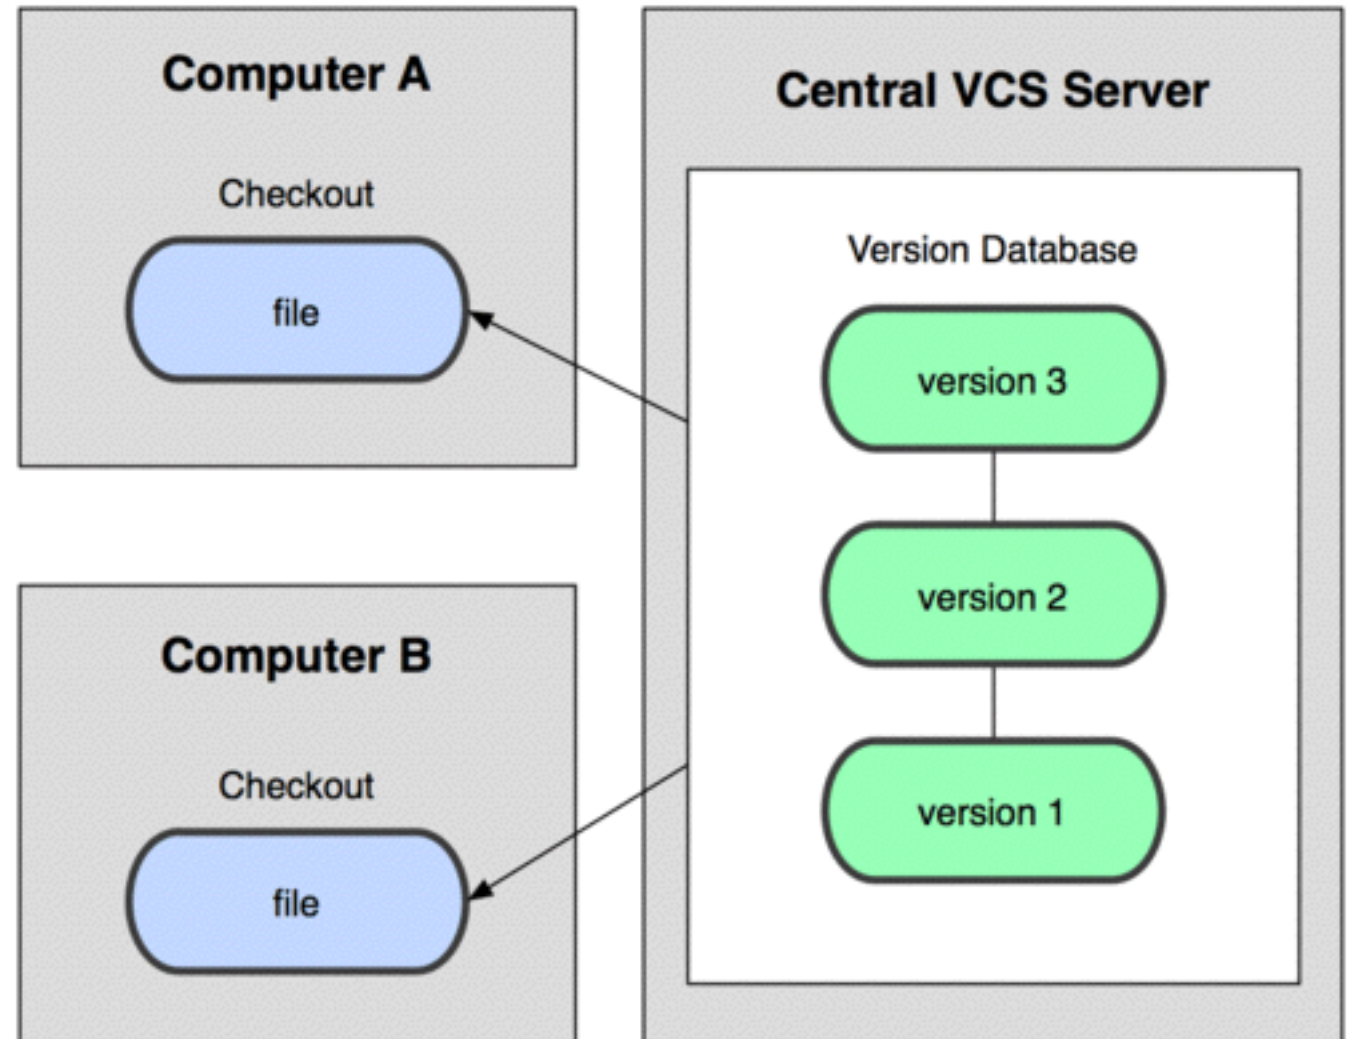 Computer A
Checkout
file
Computer B
Checkout
file
Central VCS Server
Version Database
version 3
version 2
version 1